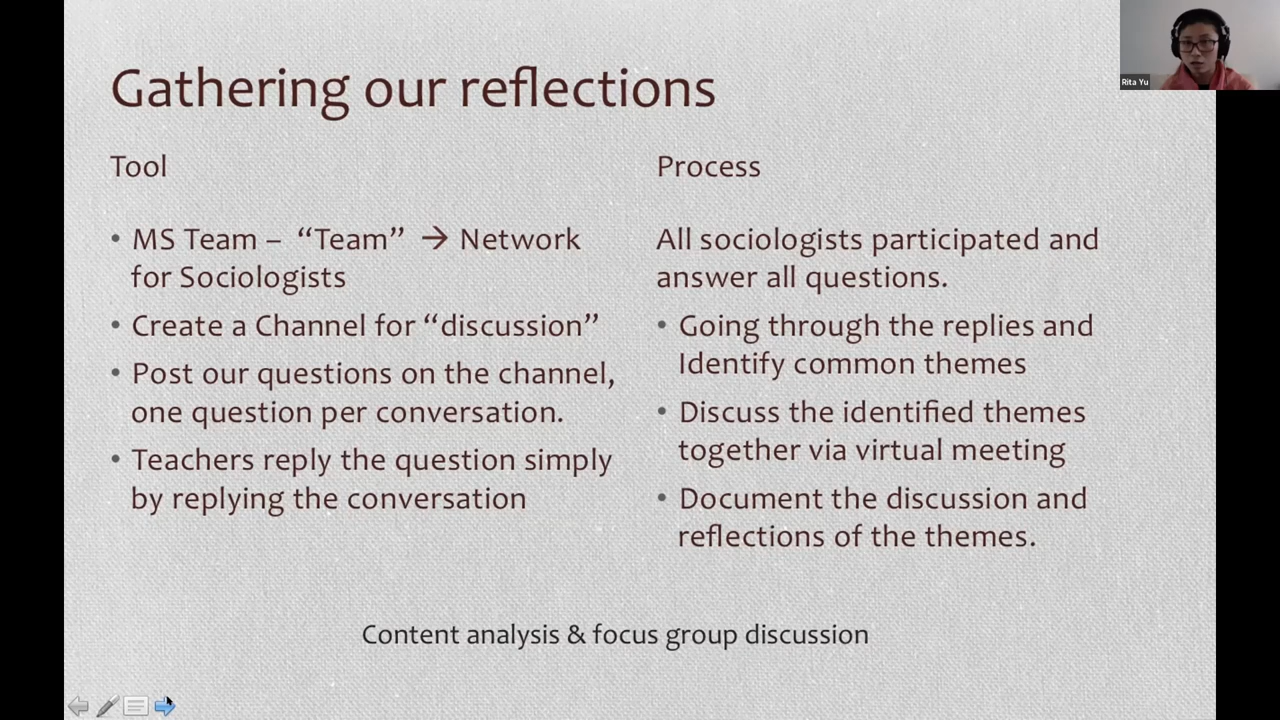 Gathering our reflections
Rita Yu
Tool
• MS Team – “Team” → Network
for Sociologists
• Create a Channel for “discussion”
• Post our questions on the channel,
one question per conversation.
• Teachers reply the question simply
by replying the conversation
Process
All sociologists participated and
answer all questions.
• Going through the replies and
Identify common themes
• Discuss the identified themes
together via virtual meeting
• Document the discussion and
reflections of the themes.
Content analysis & focus group discussion